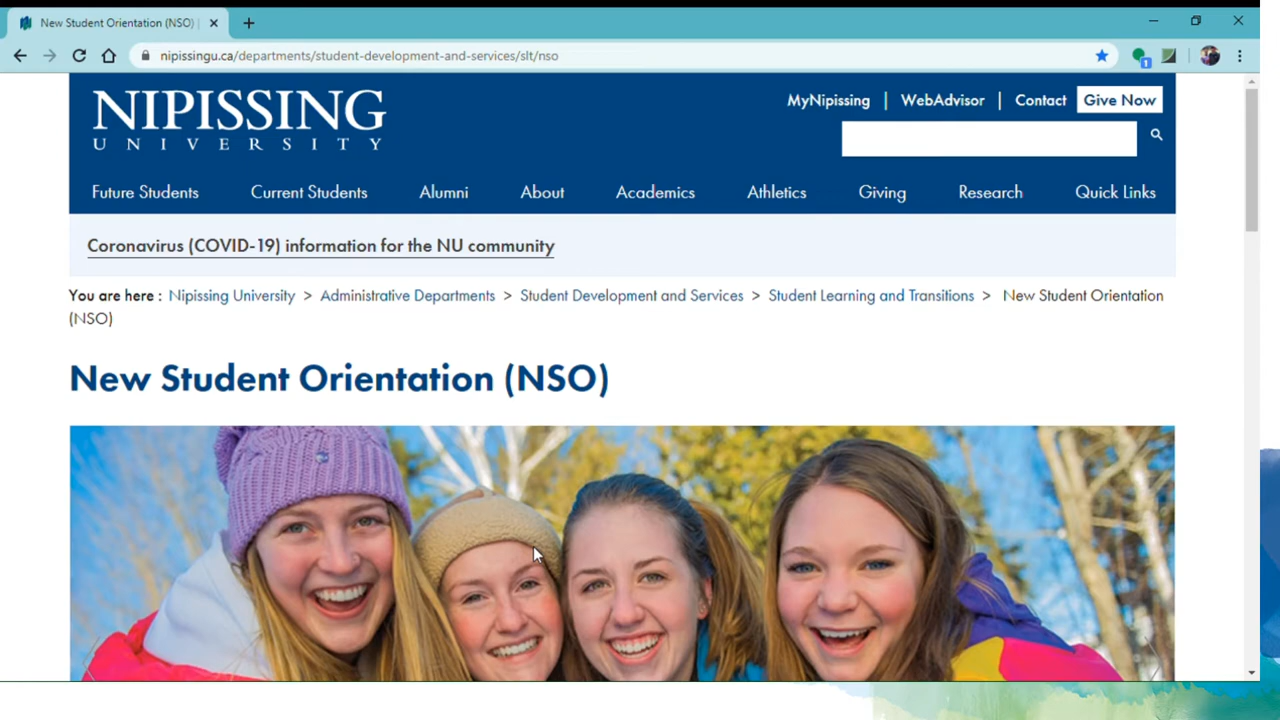 New Student Orientation (NSO) |
nipissingu.ca/departments/student-development-and-services/slt/nso
1
NIPISSING
UNIVERSITY
MyNipissing | WebAdvisor | Contact Give Now
Future Students Current Students Alumni About Academics Athletics Giving Research Quick Links
Coronavirus (COVID-19) information for the NU community
You are here : Nipissing University > Administrative Departments > Student Development and Services > Student Learning and Transitions > New Student Orientation
(NSO)
New Student Orientation (NSO)